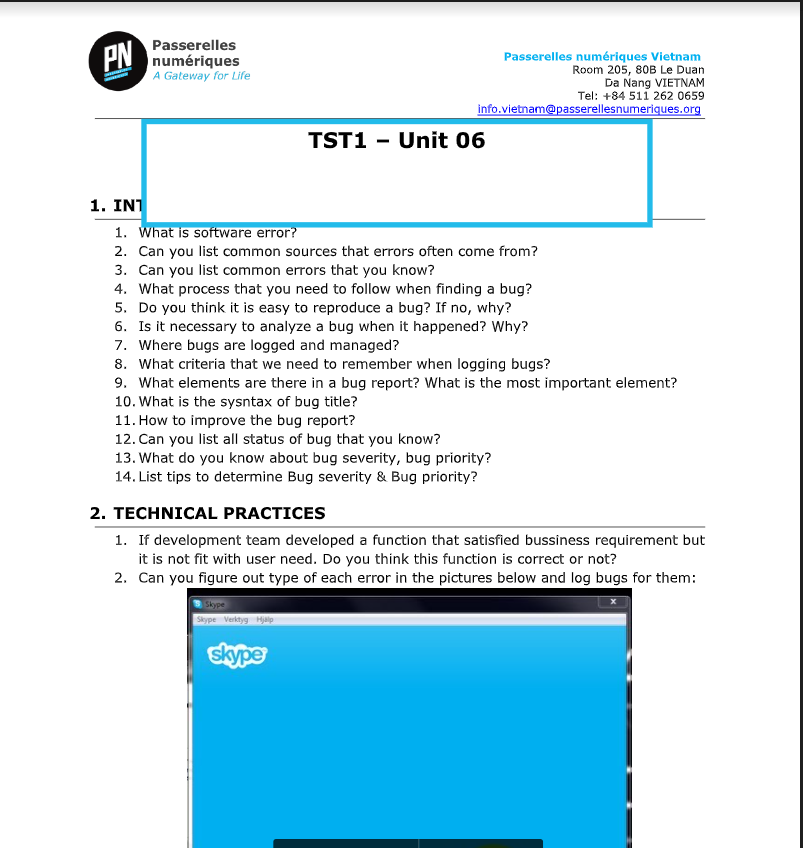 PN
Passerelles
numériques
A Gateway for Life
Passerelles numériques Vietnam
Room 205, 80B Le Duan
Da Nang VIETNAM
Tel: +84 511 262 0659
info.vietnam@passerellesnumeriques.org
TST1 – Unit 06
1. INT
1. What is software error?
2. Can you list common sources that errors often come from?
3. Can you list common errors that you know?
4. What process that you need to follow when finding a bug?
5. Do you think it is easy to reproduce a bug? If no, why?
6. Is it necessary to analyze a bug when it happened? Why?
7. Where bugs are logged and managed?
8. What criteria that we need to remember when logging bugs?
9. What elements are there in a bug report? What is the most important element?
10. What is the sysntax of bug title?
11. How to improve the bug report?
12. Can you list all status of bug that you know?
13. What do you know about bug severity, bug priority?
14. List tips to determine Bug severity & Bug priority?
2. TECHNICAL PRACTICES
1. If development team developed a function that satisfied bussiness requirement but
it is not fit with user need. Do you think this function is correct or not?
2. Can you figure out type of each error in the pictures below and log bugs for them:
Skype
x
Skype Verktyg Hjälp
skype